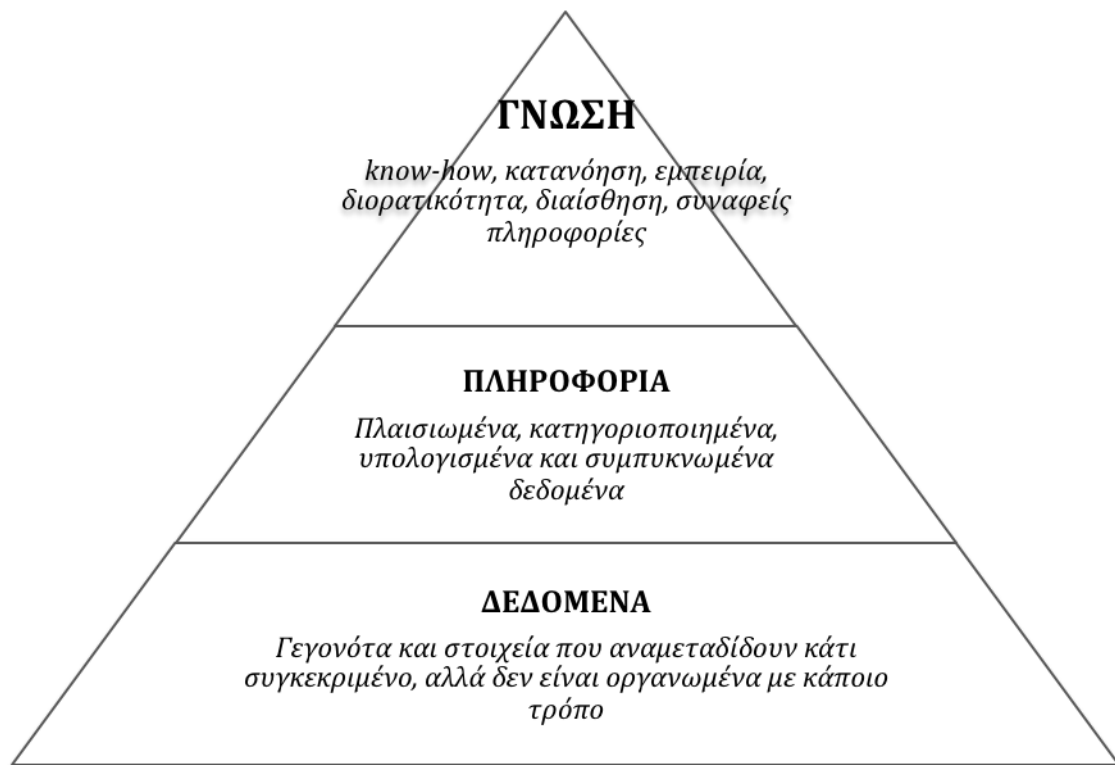 ΓΝΩΣΗ
know-how, κατανόηση, εμπειρία,
διορατικότητα, διαίσθηση, συναφείς
πληροφορίες
ΠΛΗΡΟΦΟΡΙΑ
Πλαισιωμένα, κατηγοριοποιημένα,
υπολογισμένα και συμπυκνωμένα
δεδομένα
ΔΕΔΟΜΕΝΑ
Γεγονότα και στοιχεία που αναμεταδίδουν κάτι
συγκεκριμένο, αλλά δεν είναι οργανωμένα με κάποιο
τρόπο